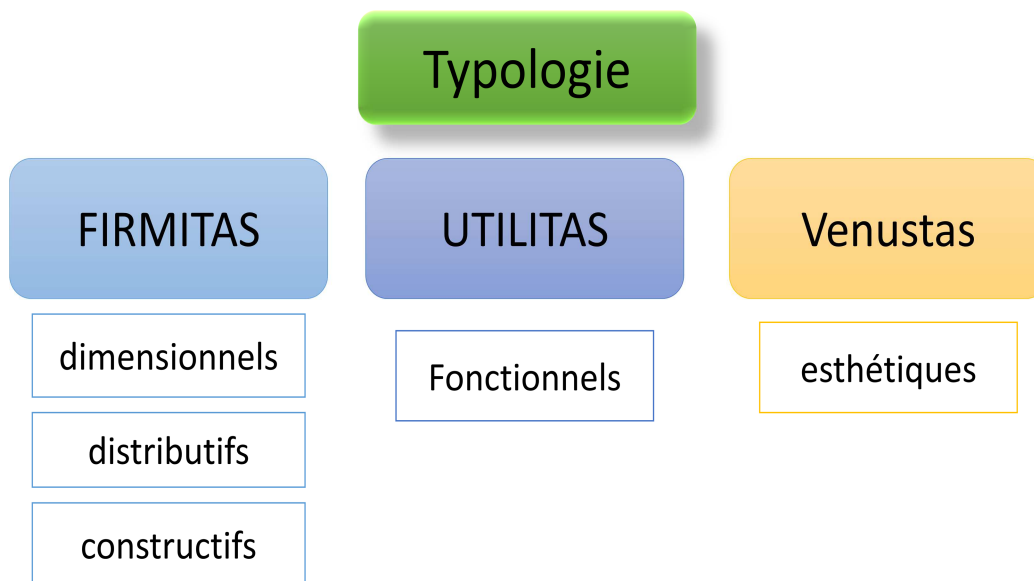 Typologie
FIRMITAS
UTILITAS
Venustas
dimensionnels
distributifs
constructifs
Fonctionnels
esthétiques